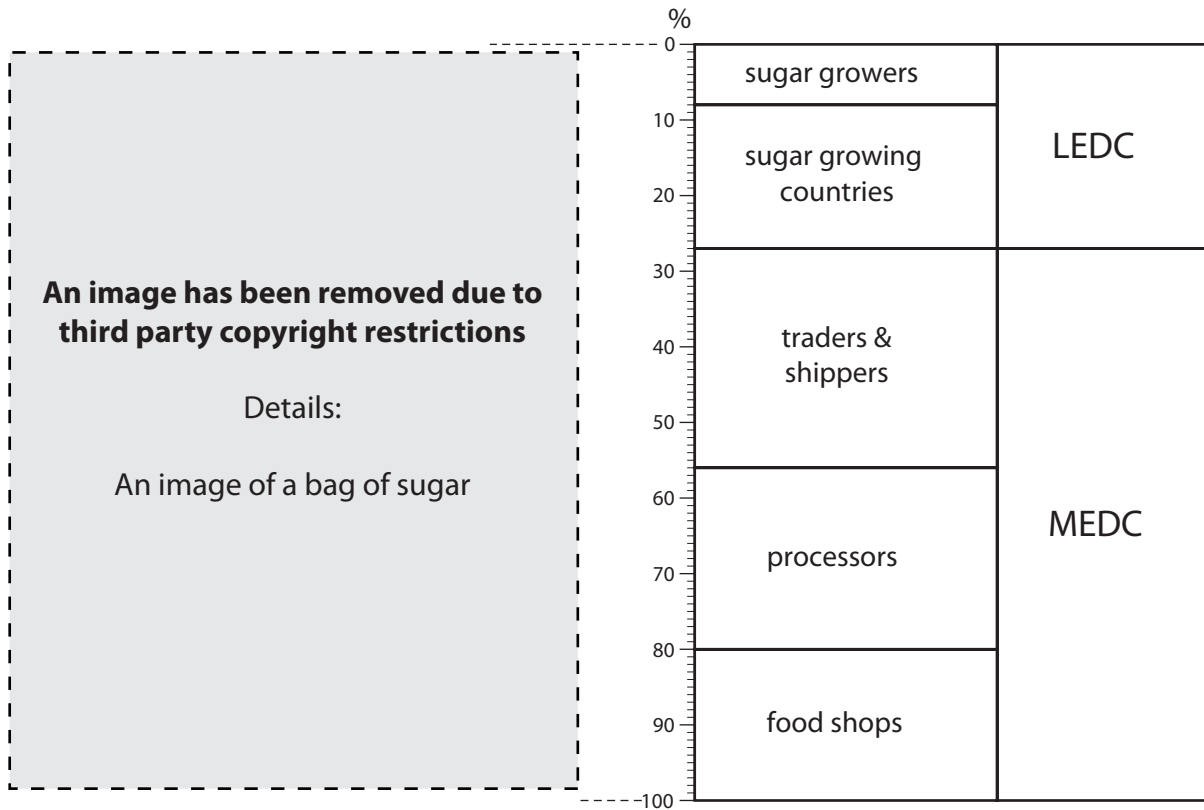 An image has been removed due to
third party copyright restrictions
Details:
An image of a bag of sugar
%
0
10
20
30
40
50
60
70
80
90
100
sugar growers
sugar growing
countries
traders &
shippers
processors
food shops
LEDC
MEDC